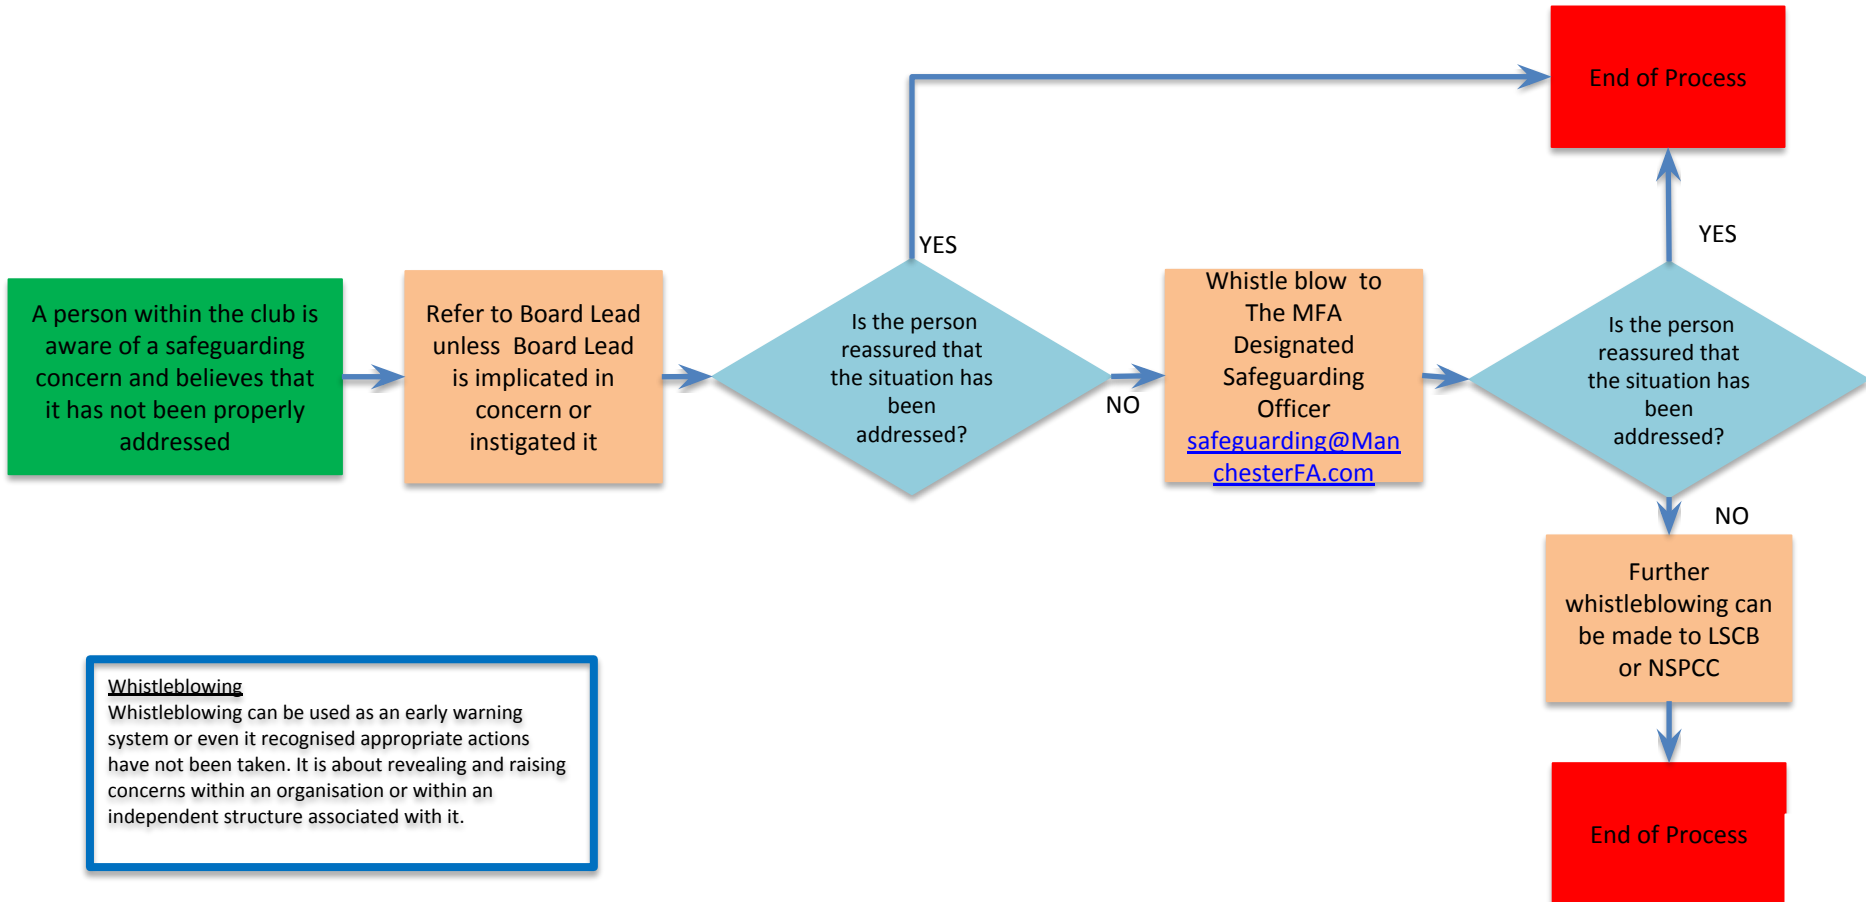 End of Process
YES
YES
A person within the club is
aware of a safeguarding
concern and believes that
it has not been properly
addressed
Refer to Board Lead
unless Board Lead
is implicated in
concern or
instigated it
Is the person
reassured that
the situation has
been
addressed?
NO
Whistle blow to
The MFA
Designated
Safeguarding
Officer
safeguarding@Man
chesterFA.com
Is the person
reassured that
the situation has
been
addressed?
NO
Further
whistleblowing can
be made to LSCB
or NSPCC
Whistleblowing
Whistleblowing can be used as an early warning
system or even it recognised appropriate actions
have not been taken. It is about revealing and raising
concerns within an organisation or within an
independent structure associated with it.
End of Process